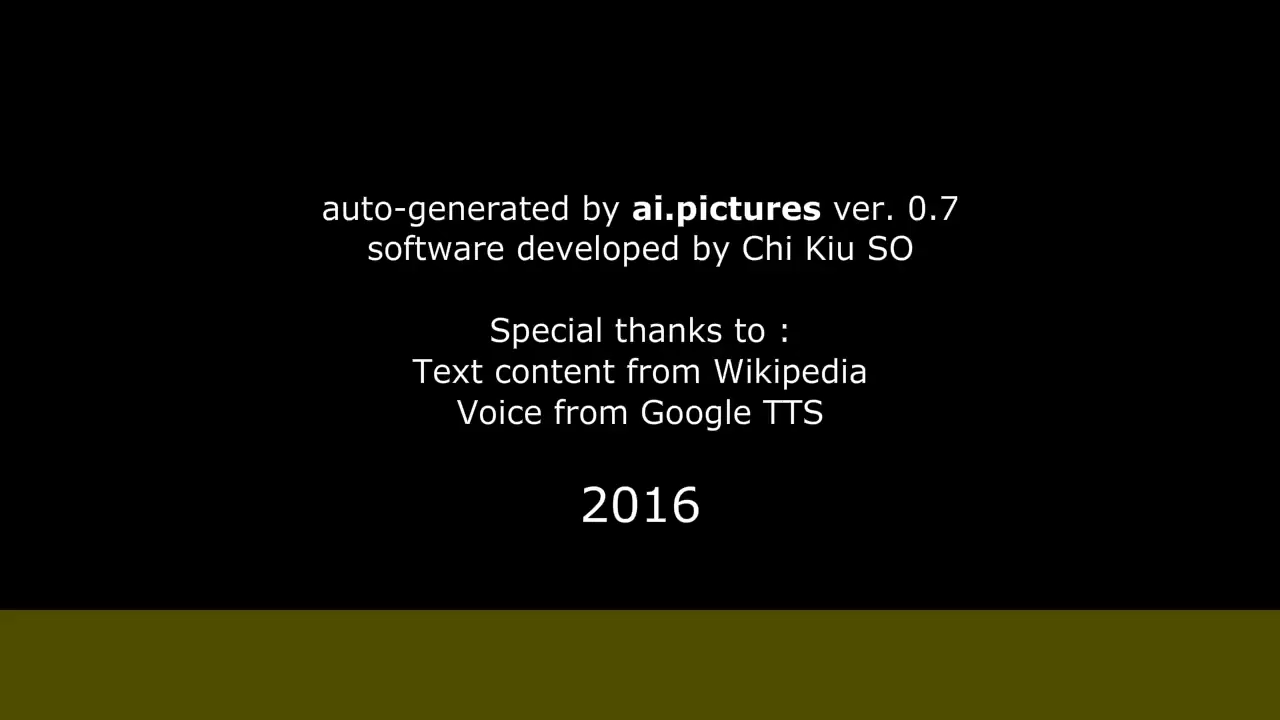 auto-generated by ai.pictures ver. 0.7
software developed by Chi Kiu SO
Special thanks to :
Text content from Wikipedia
Voice from Google TTS
2016